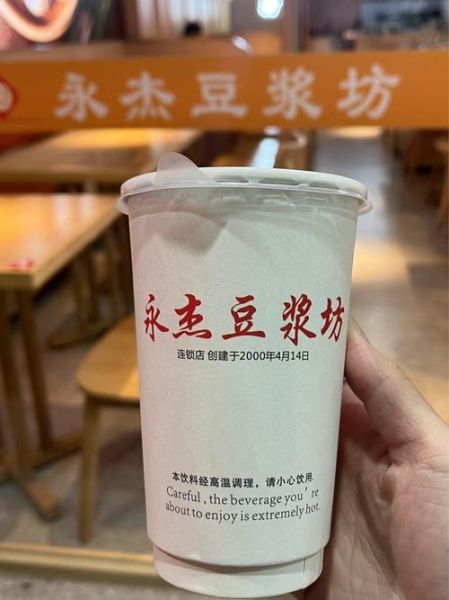 永杰豆浆坊
永杰豆浆坊
连锁店 创建于2000年4月14日
本饮料经高温调理，请小心饮用
Careful , the beverage you're
about to enjoy is extremely hot.